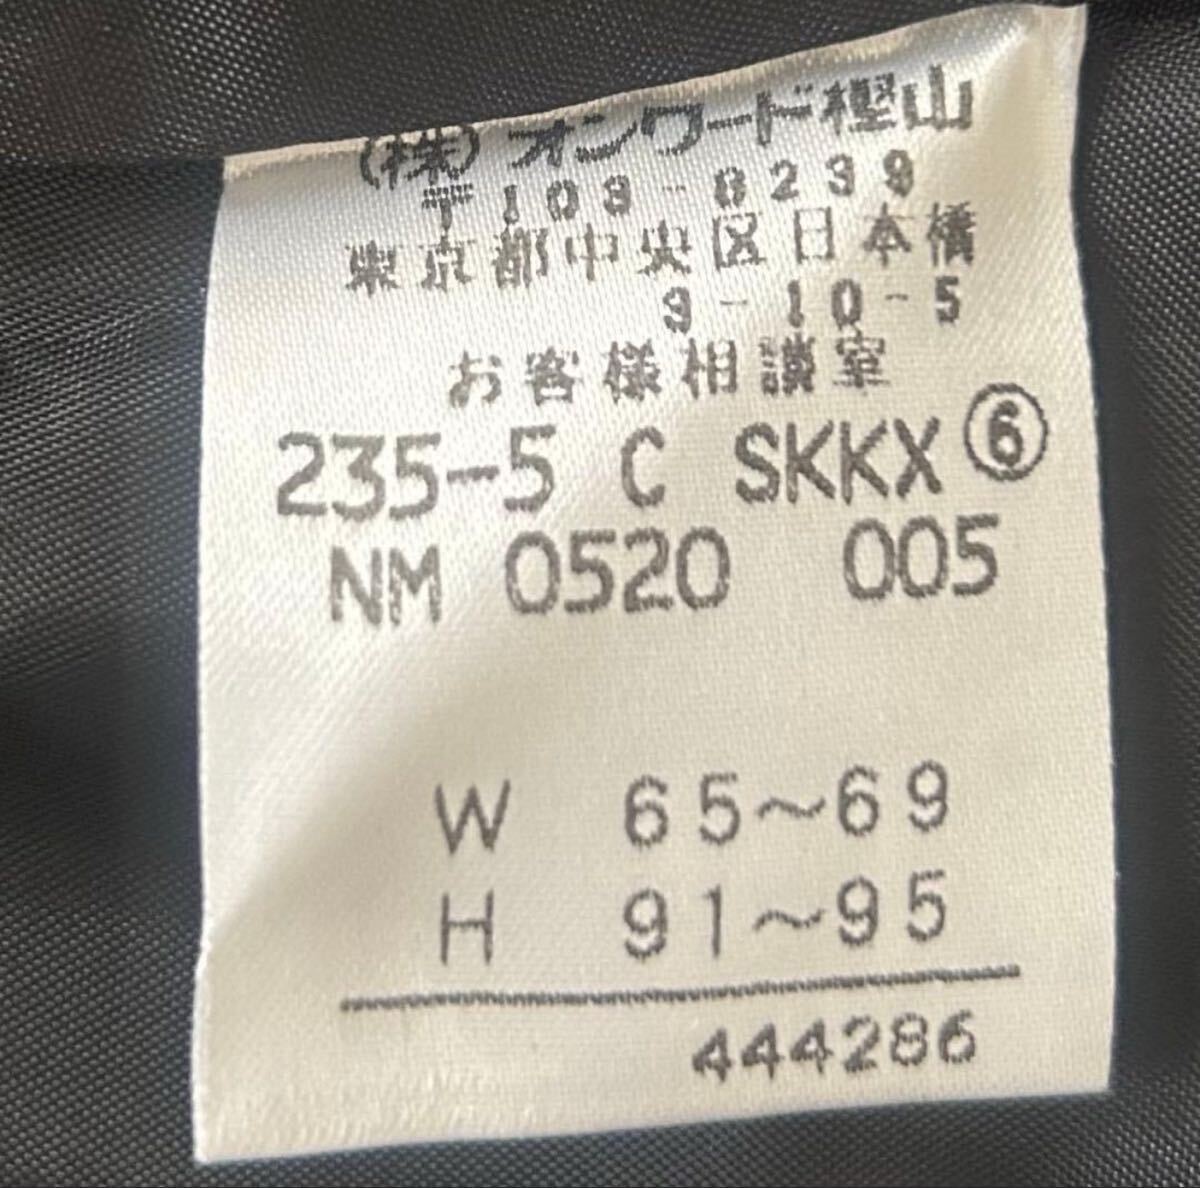 (株)オンワード樫山
〒103-8239
東京都中央区日本橋
3-10-5
お客様相談室
235-5 C SKKX⑥
NM 0520 005
W 65～69
H 91～95
444286